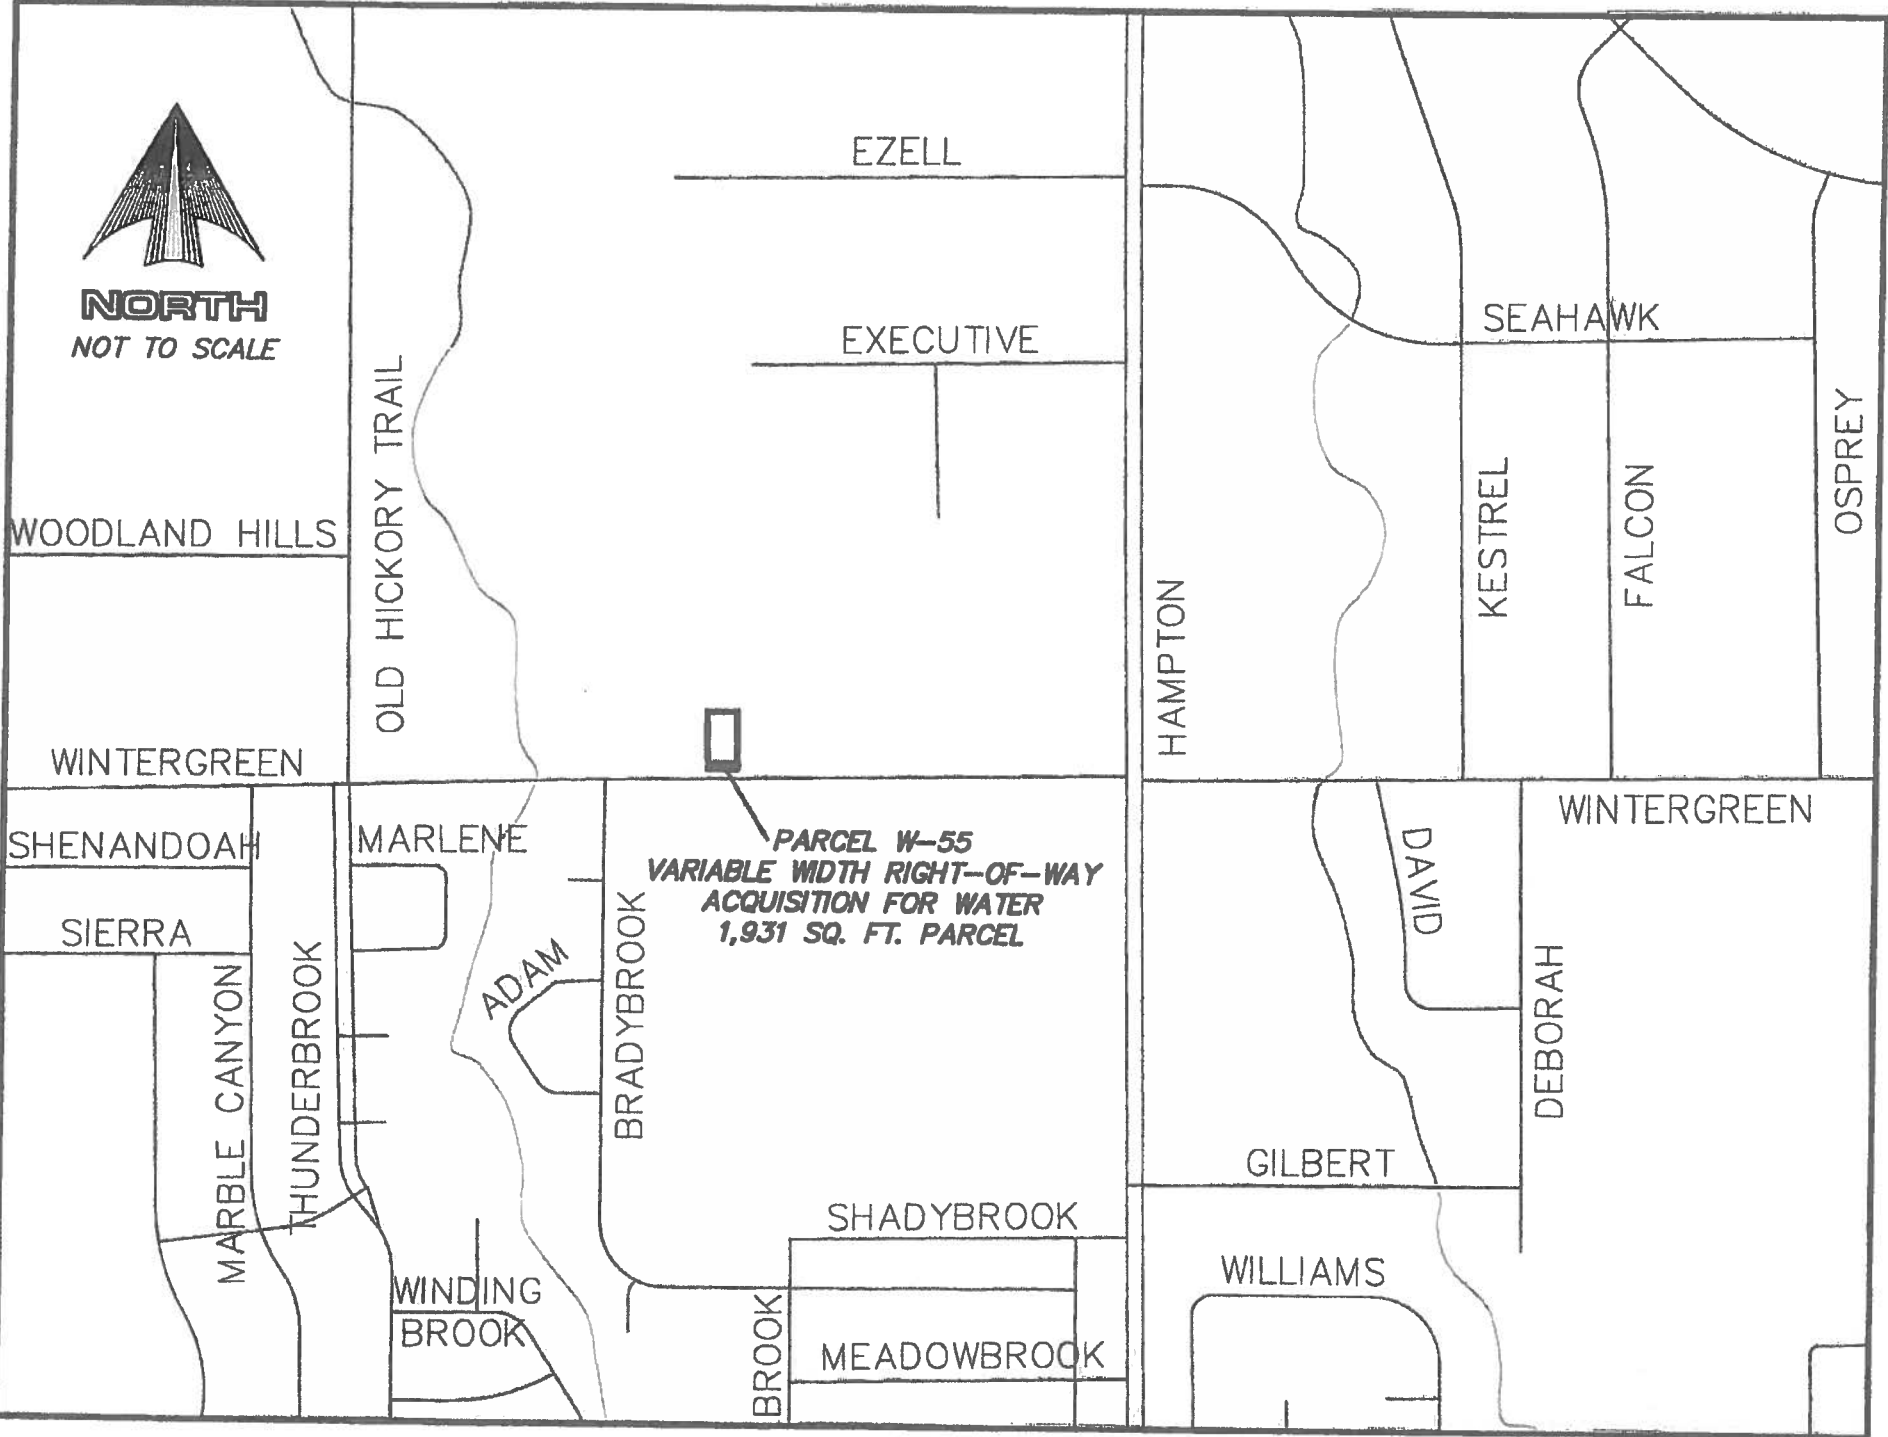 EZELL
NORTH
NOT TO SCALE
SEAHAWK
EXECUTIVE
OLD HICKORY TRAIL
OSPREY
KESTREL
FALCON
WOODLAND HILLS
HAMPTON
WINTERGREEN
WINTERGREEN
SHENANDOAH
MARLENE
PARCEL W-55
VARIABLE WIDTH RIGHT-OF-WAY
ACQUISITION FOR WATER
1,931 SQ. FT. PARCEL
DAVID
SIERRA
ADAM
BRADYBROOK
THUNDERBROOK
MARBLE CANYON
DEBORAH
GILBERT
SHADYBROOK
WILLIAMS
WINDING
BROOK
BROOK
MEADOWBROOK